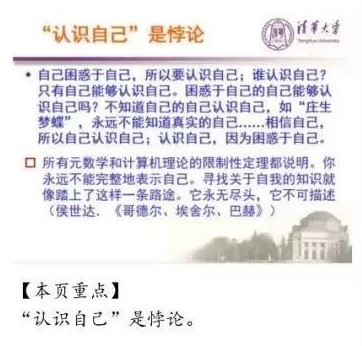 “认识自己”是悖论
清华大学
Tsinghua University
• 自己困惑于自己，所以要认识自己；谁认识自己？
只有自己能够认识自己。困惑于自己的自己能够认
识自己吗？不知道自己的自己认识自己，如“庄生
梦蝶”，永远不能知道真实的自己……相信自己，
所以自己认识自己；认识自己，因为困惑于自己。
□ 所有元数学和计算机理论的限制性定理都说明。你
永远不能完整地表示自己。寻找关于自我的知识就
像踏上了这样一条路途。它永无尽头，它不可描述
（侯世达．《哥德尔、埃舍尔、巴赫》）
【本页重点】
“认识自己”是悖论。